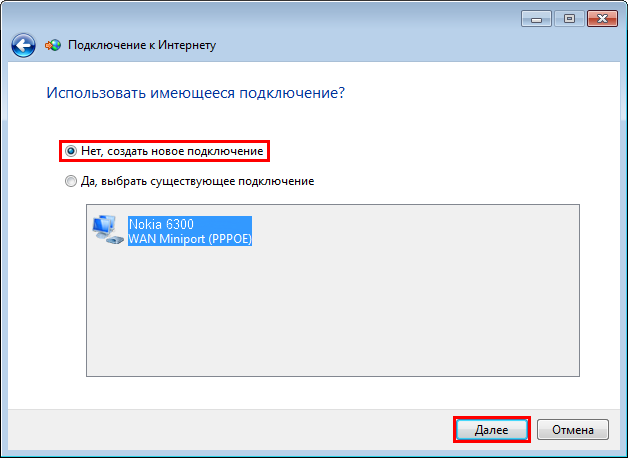 Подключение к Интернету
Использовать имеющееся подключение?
Нет, создать новое подключение
Да, выбрать существующее подключение
Nokia 6300
WAN Miniport (PPPOE)
Далее
Отмена